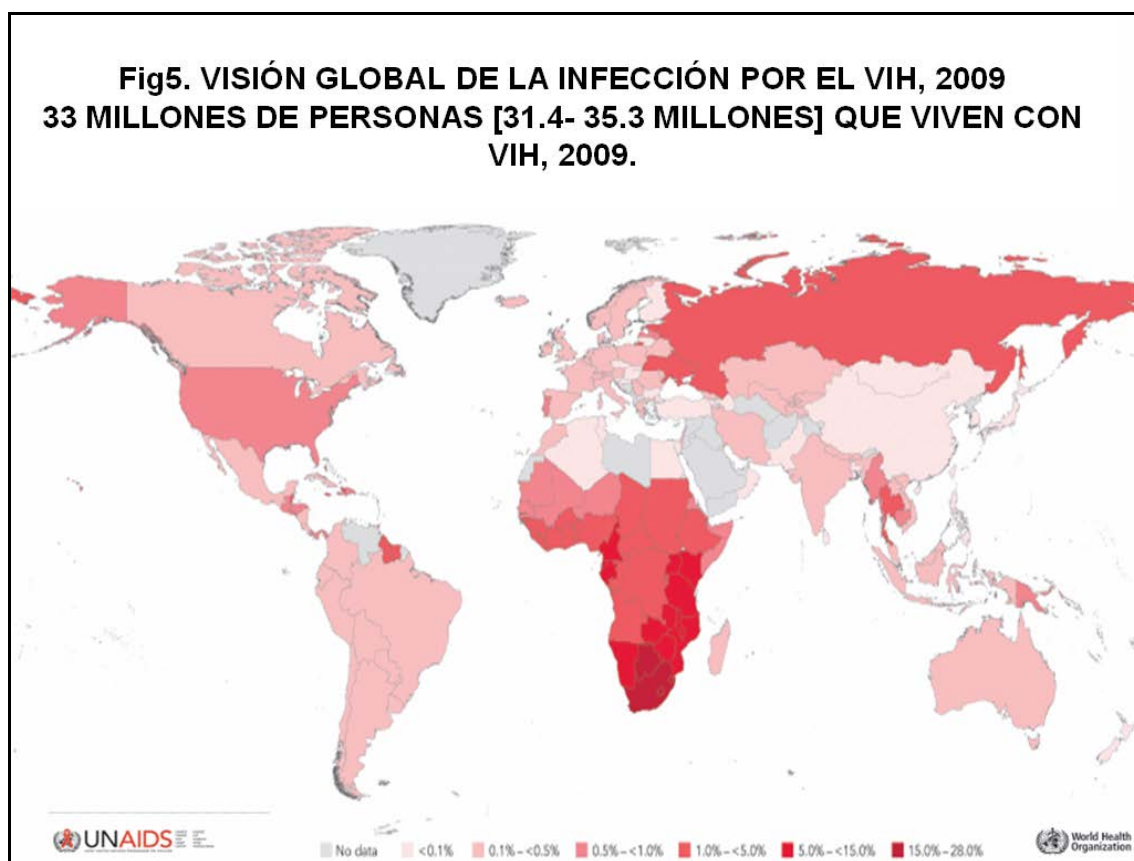 Fig5. VISIÓN GLOBAL DE LA INFECCIÓN POR EL VIH, 2009
33 MILLONES DE PERSONAS [31.4- 35.3 MILLONES] QUE VIVEN CON
VIH, 2009.
UNAIDS
No data <0.1% 0.1% – <0.5% 0.5% – <1.0% 1.0% – <5.0% 5.0% – <15.0% 15.0% – 28.0%
World Health
Organization